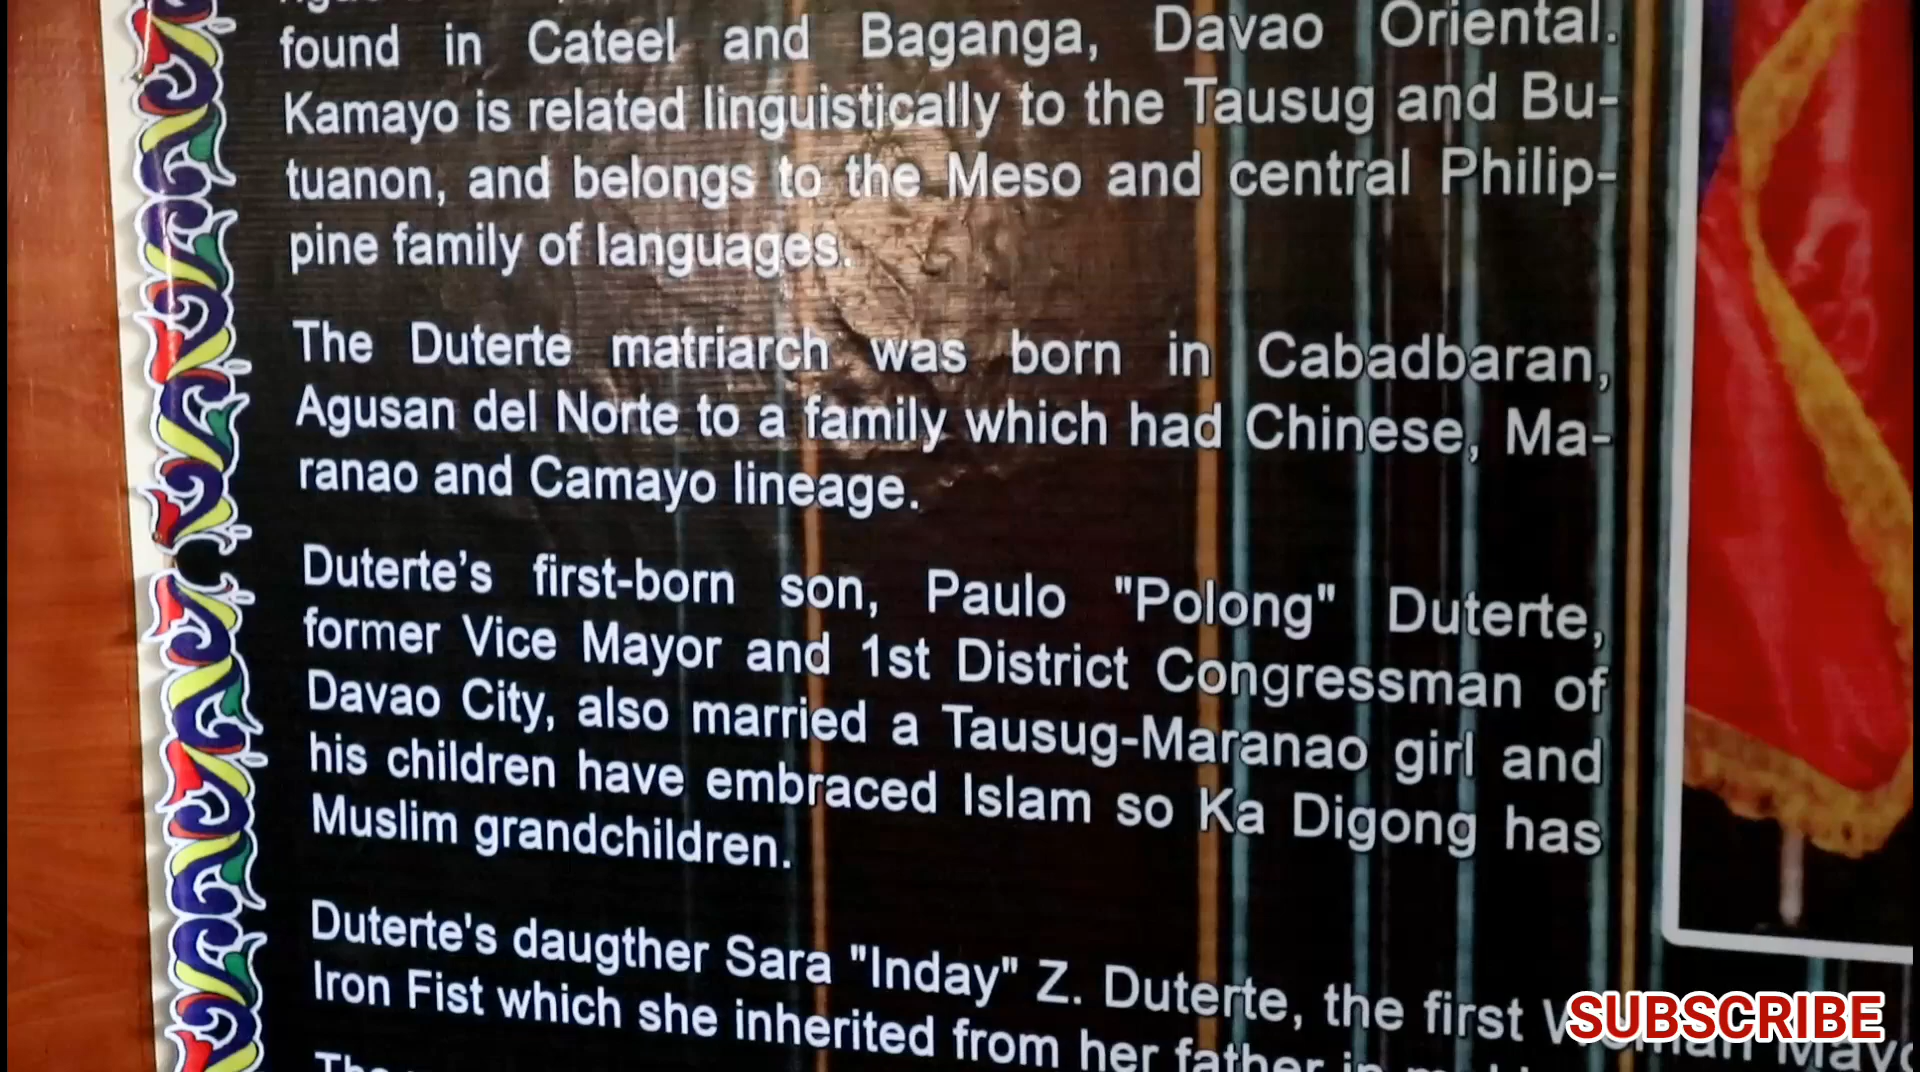 found in Cateel and Baganga, Davao Oriental.
Kamayo is related linguistically to the Tausug and Bu-
tuanon, and belongs to the Meso and central Philip-
pine family of languages.
The Duterte matriarch was born in Cabadbaran,
Agusan del Norte to a family which had Chinese, Ma-
ranao and Camayo lineage.
Duterte’s first-born son, Paulo "Polong" Duterte,
former Vice Mayor and 1st District Congressman of
Davao City, also married a Tausug-Maranao girl and
his children have embraced Islam so Ka Digong has
Muslim grandchildren.
Duterte's daugther Sara "Inday" Z. Duterte, the first
Iron Fist which she inherited from her father
SUBSCRIBE